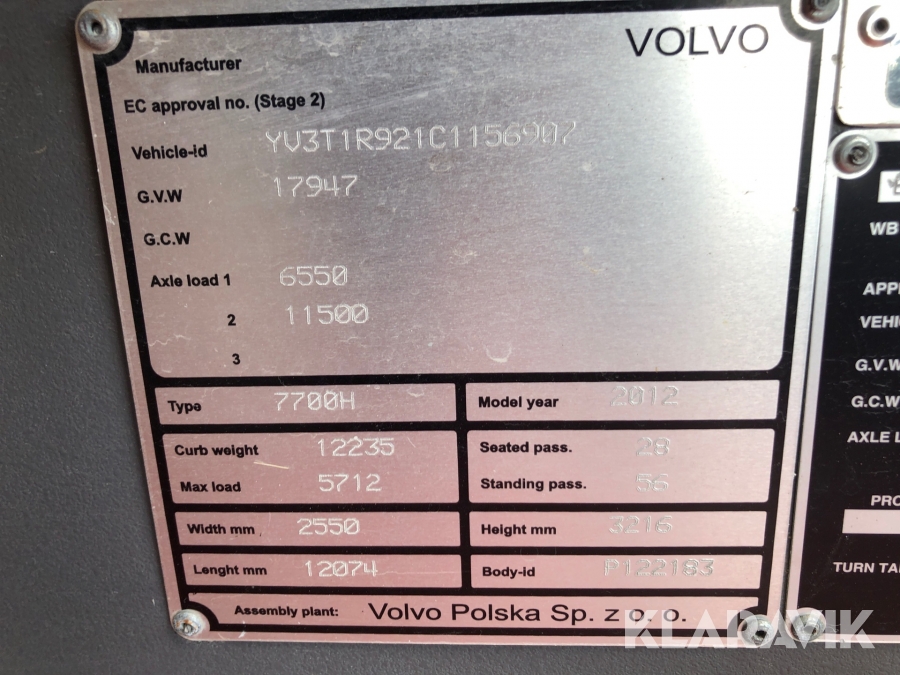 VOLVO
Manufacturer
EC approval no. (Stage 2)
Vehicle-id YV3T1R921C1156907
G.V.W 17947
G.C.W
Axle load 1 6550
2 11500
3
Type 7700H
Model year 2012
Curb weight 12235
Max load 5712
Seated pass. 28
Standing pass. 56
Width mm 2550
Height mm 3216
Lenght mm 12074
Body-id P122183
Assembly plant: Volvo Polska Sp. z o. o.
WB
APP
VEHI
G.V.W
G.C.W
AXLE L
PRO
TURN TA
KLARAVIK